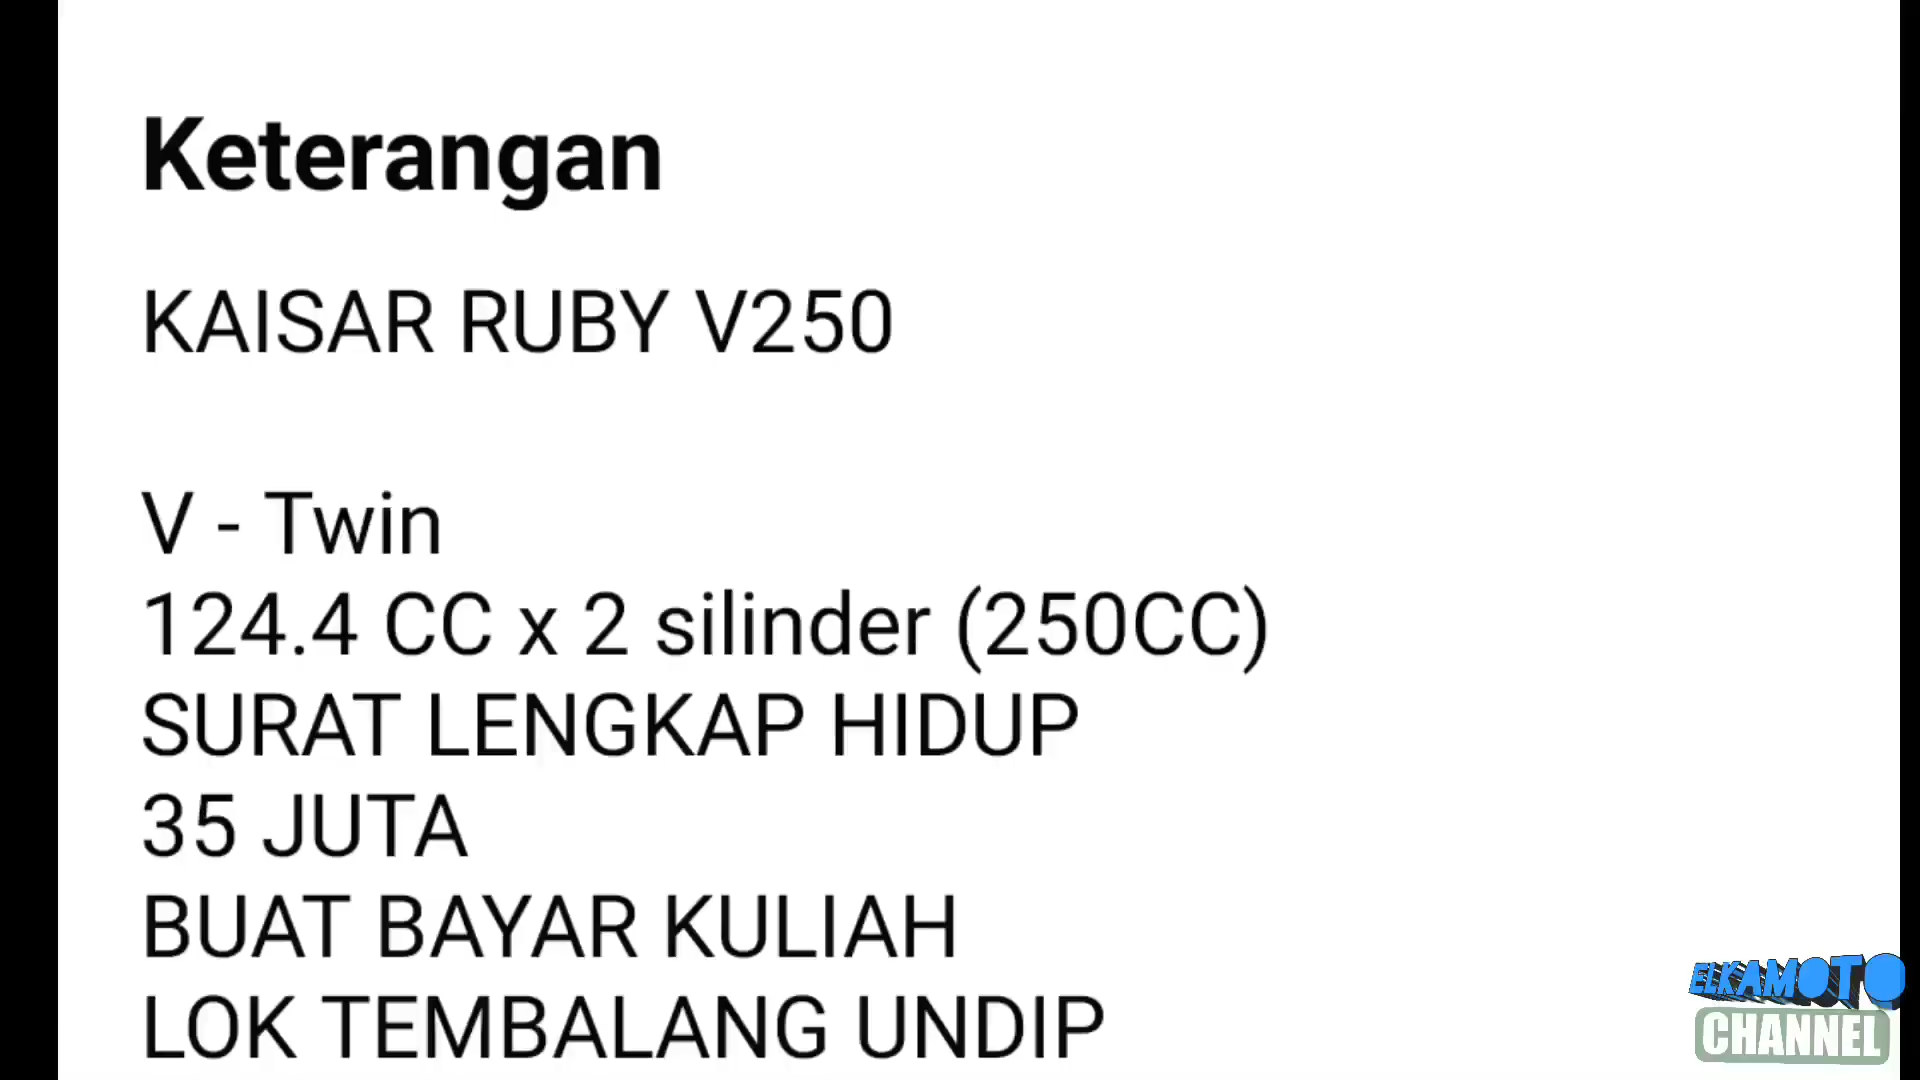 Keterangan
KAISAR RUBY V250
V - Twin
124.4 CC x 2 silinder (250CC)
SURAT LENGKAP HIDUP
35 JUTA
BUAT BAYAR KULIAH
LOK TEMBALANG UNDIP
ELKAMOTO
CHANNEL